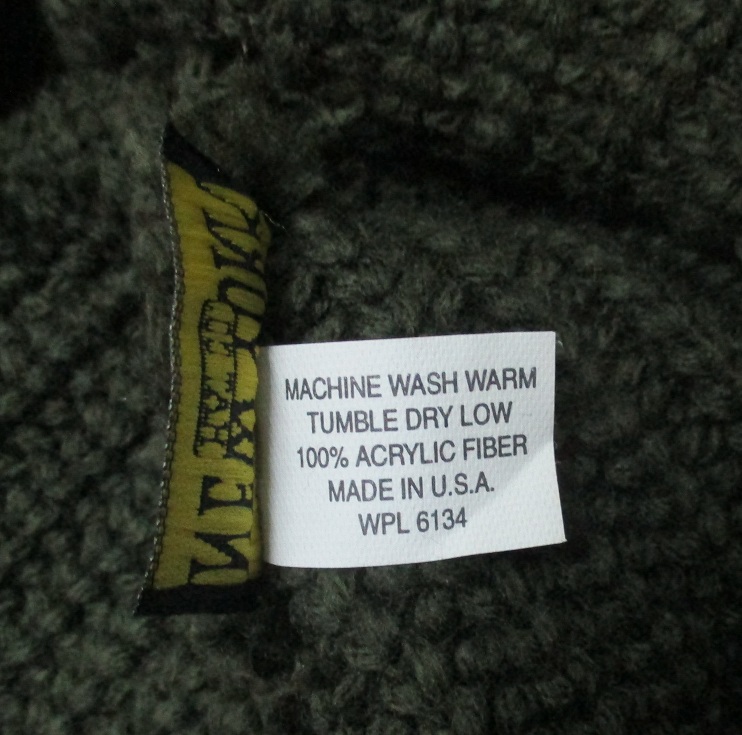 MACHINE WASH WARM
TUMBLE DRY LOW
100% ACRYLIC FIBER
MADE IN U.S.A.
WPL 6134